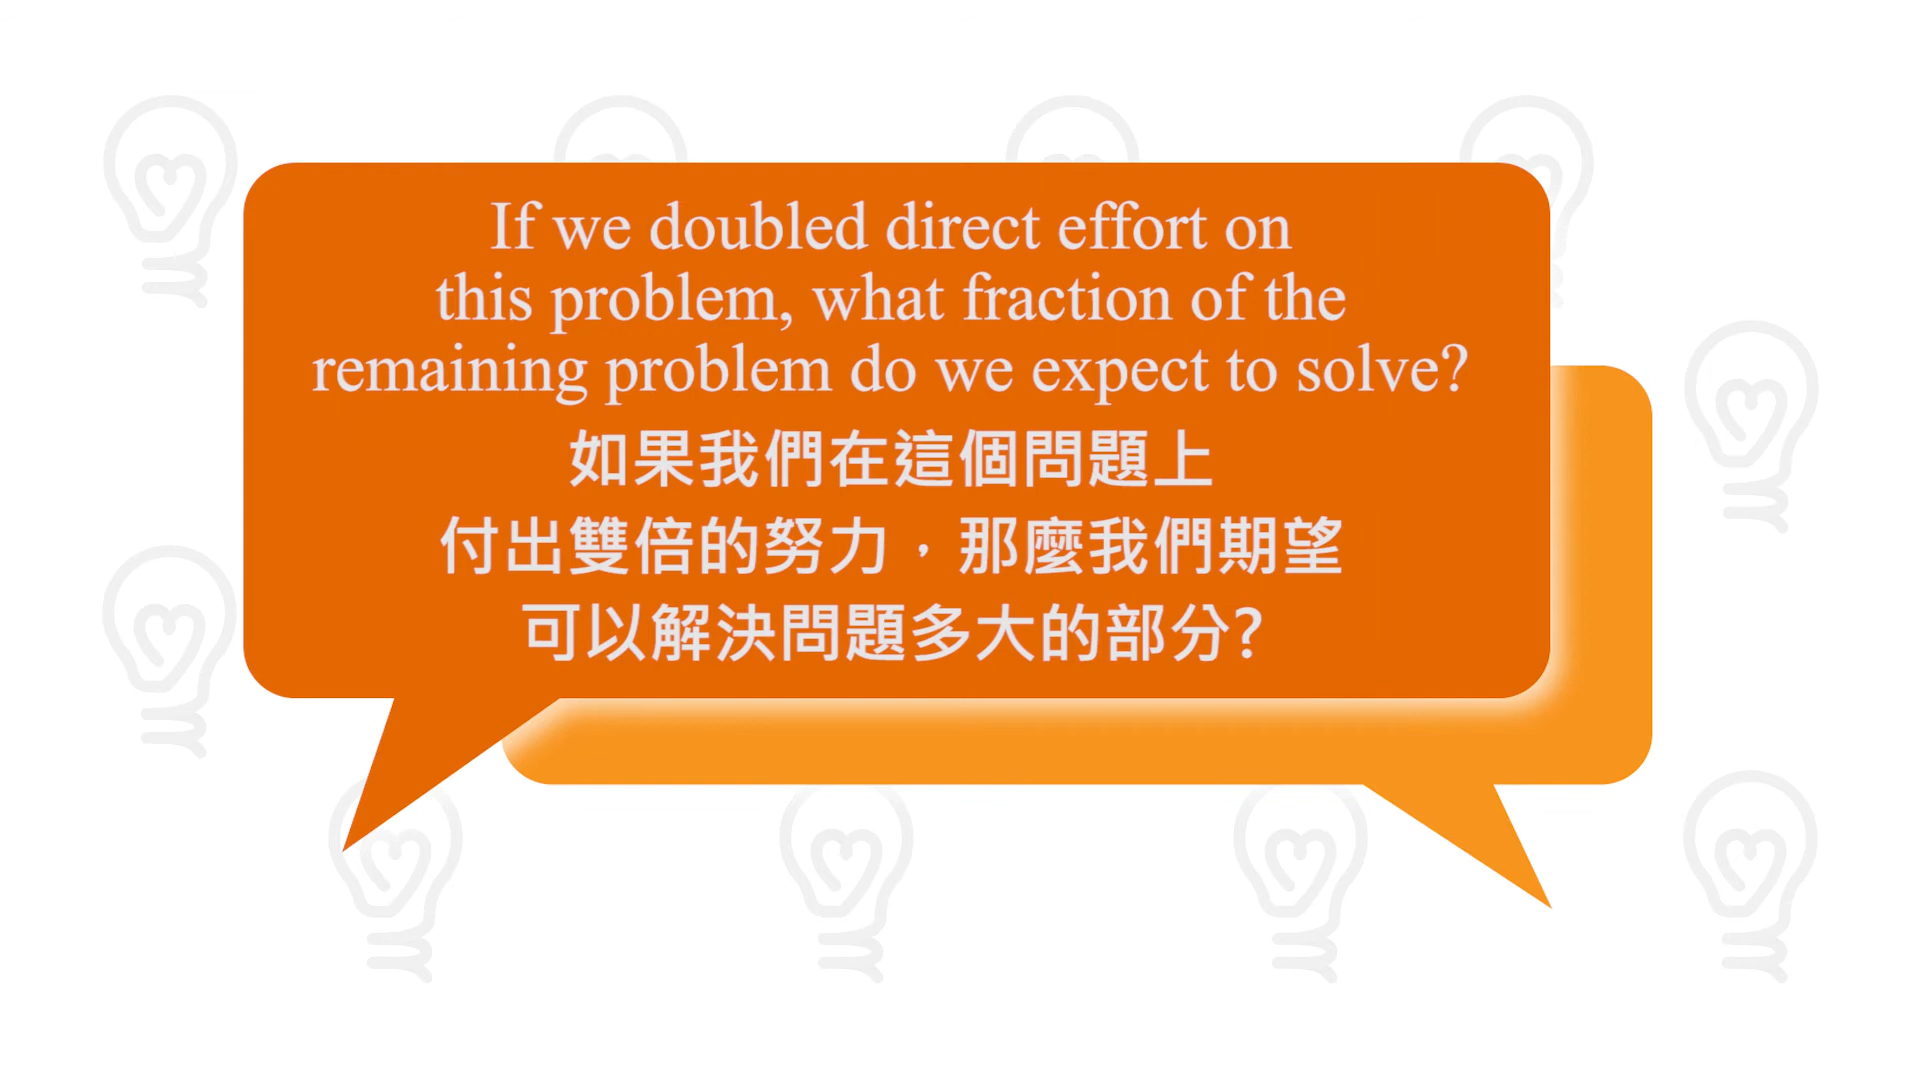 If we doubled direct effort on
this problem, what fraction of the
remaining problem do we expect to solve?
如果我們在這個問題上
付出雙倍的努力，那麼我們期望
可以解決問題多大的部分?